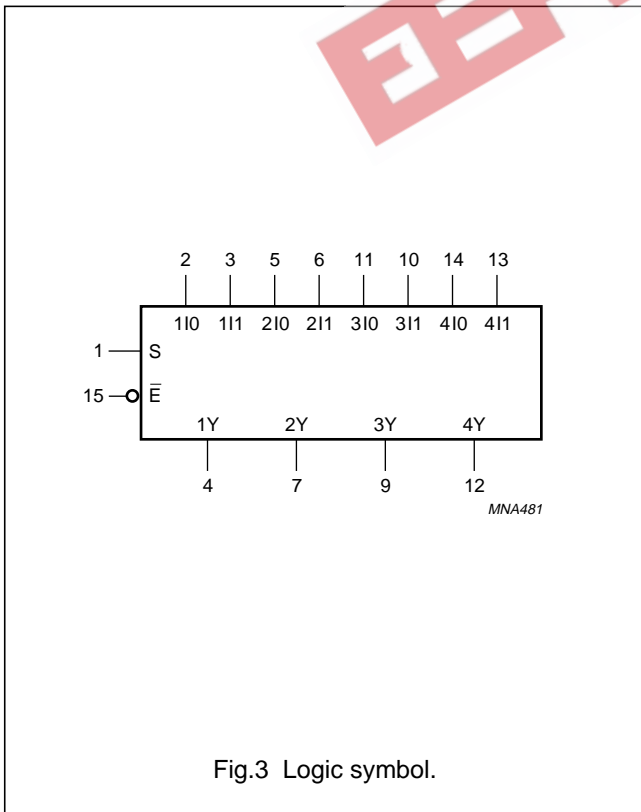 2 3 5 6 11 10 14 13
1I0 1I1 2I0 2I1 3I0 3I1 4I0 4I1
1 S
15 E̅
1Y 2Y 3Y 4Y
4 7 9 12
MNA481
Fig.3 Logic symbol.